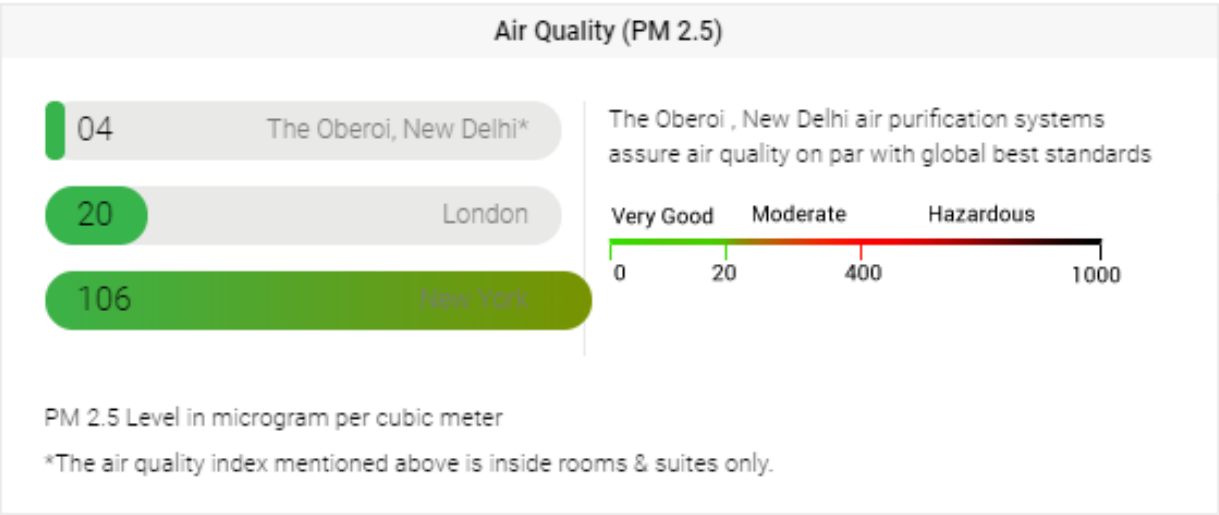 Air Quality (PM 2.5)
04 The Oberoi, New Delhi*
20 London
106 New York
The Oberoi , New Delhi air purification systems
assure air quality on par with global best standards
Very Good Moderate Hazardous
0 20 400 1000
PM 2.5 Level in microgram per cubic meter
*The air quality index mentioned above is inside rooms & suites only.